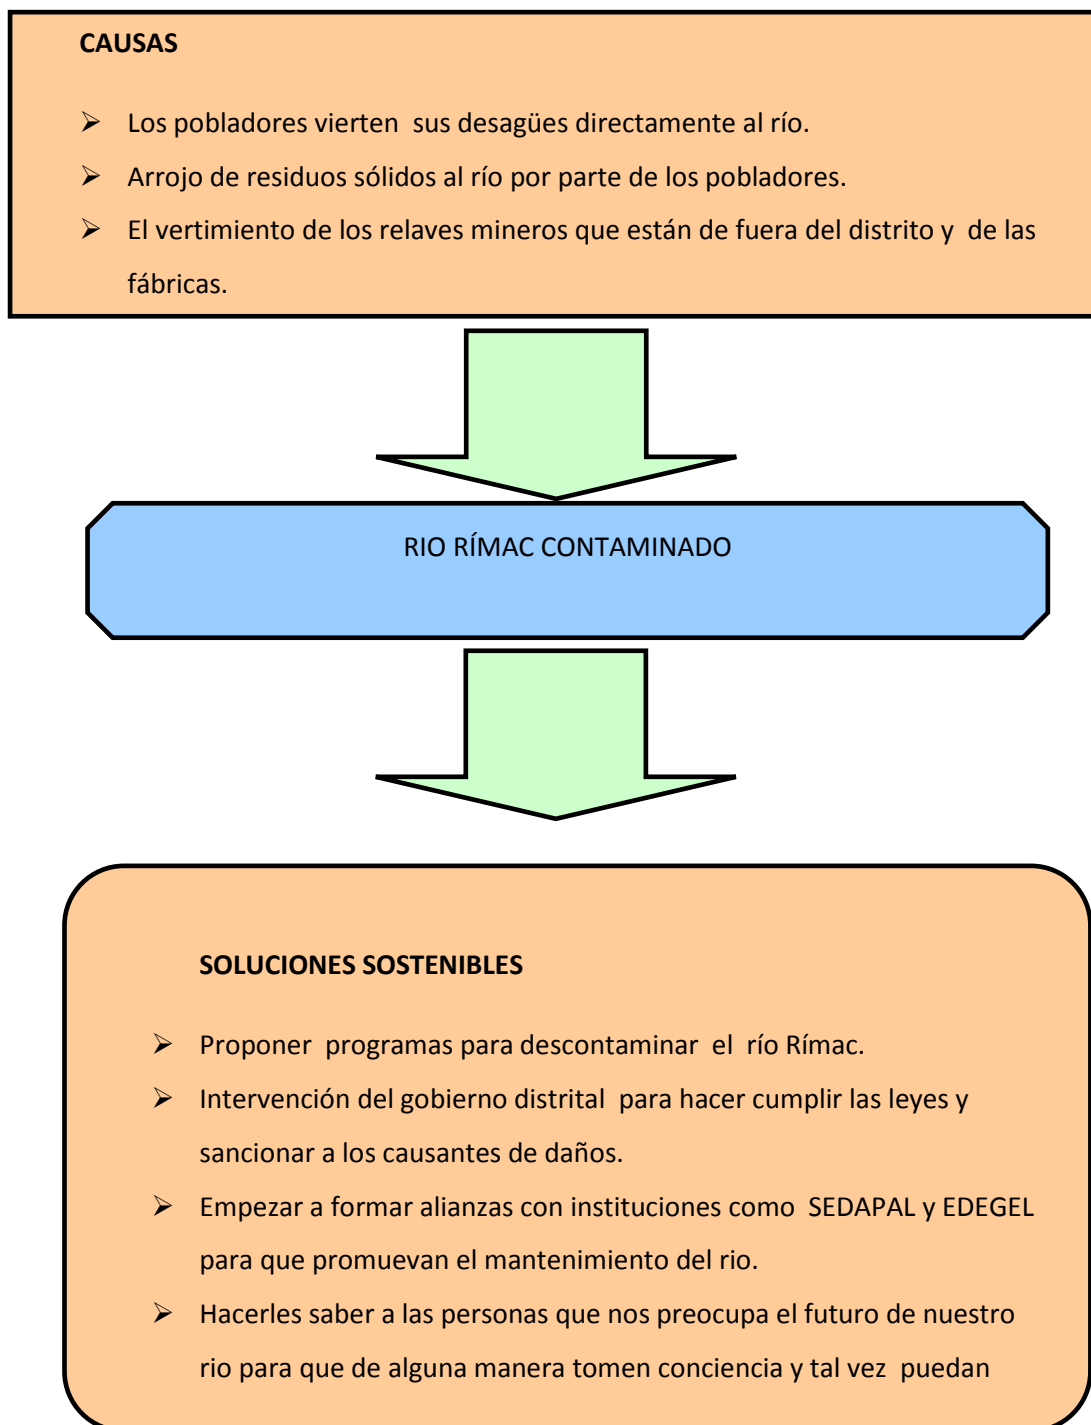 CAUSAS
➢ Los pobladores vierten sus desagües directamente al río.
➢ Arrojo de residuos sólidos al río por parte de los pobladores.
➢ El vertimiento de los relaves mineros que están de fuera del distrito y de las
fábricas.
RIO RÍMAC CONTAMINADO
SOLUCIONES SOSTENIBLES
➢ Proponer programas para descontaminar el río Rímac.
➢ Intervención del gobierno distrital para hacer cumplir las leyes y
sancionar a los causantes de daños.
➢ Empezar a formar alianzas con instituciones como SEDAPAL y EDEGEL
para que promuevan el mantenimiento del rio.
➢ Hacerles saber a las personas que nos preocupa el futuro de nuestro
rio para que de alguna manera tomen conciencia y tal vez puedan